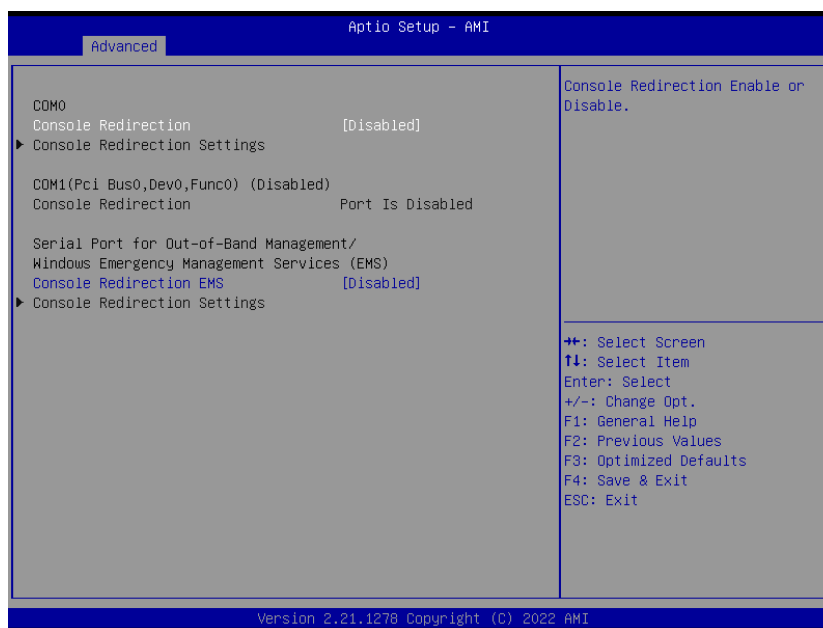 Aptio Setup – AMI
Advanced
COM0
Console Redirection [Disabled]
Console Redirection Settings
COM1(Pci Bus0,Dev0,Func0) (Disabled)
Console Redirection Port Is Disabled
Serial Port for Out-of-Band Management/
Windows Emergency Management Services (EMS)
Console Redirection EMS [Disabled]
Console Redirection Settings
Console Redirection Enable or
Disable.
→←: Select Screen
↑↓: Select Item
Enter: Select
+/-: Change Opt.
F1: General Help
F2: Previous Values
F3: Optimized Defaults
F4: Save & Exit
ESC: Exit
Version 2.21.1278 Copyright (C) 2022 AMI